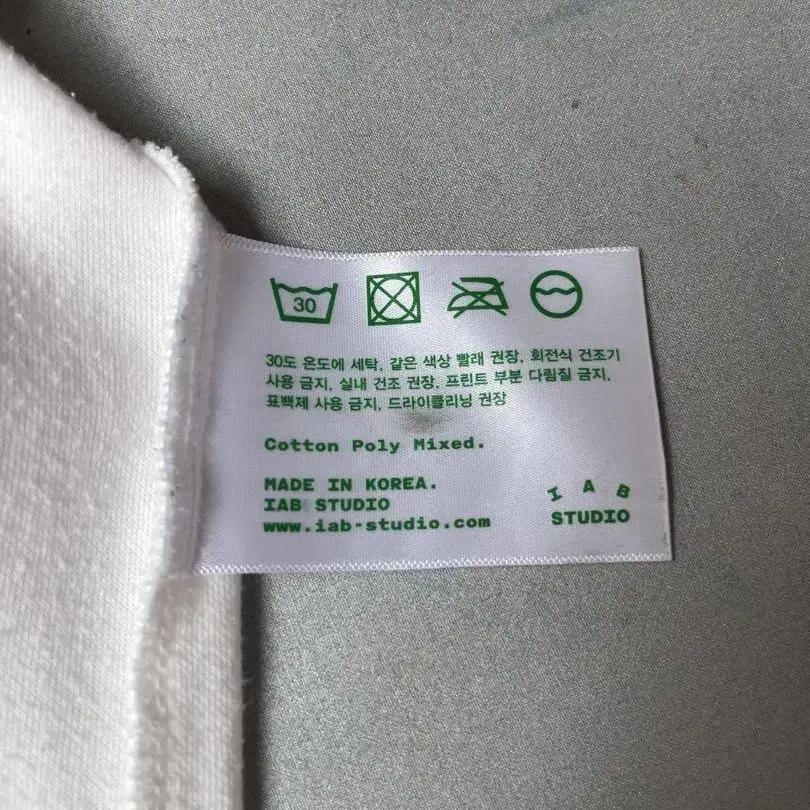 30
30도 온도에 세탁, 같은 색상 빨래 권장, 회전식 건조기
사용 금지, 실내 건조 권장, 프린트 부분 다림질 금지,
표백제 사용 금지, 드라이클리닝 권장
Cotton Poly Mixed.
MADE IN KOREA.
IAB STUDIO
www.iab-studio.com
I A B
STUDIO